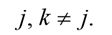 j, k ≠ j.